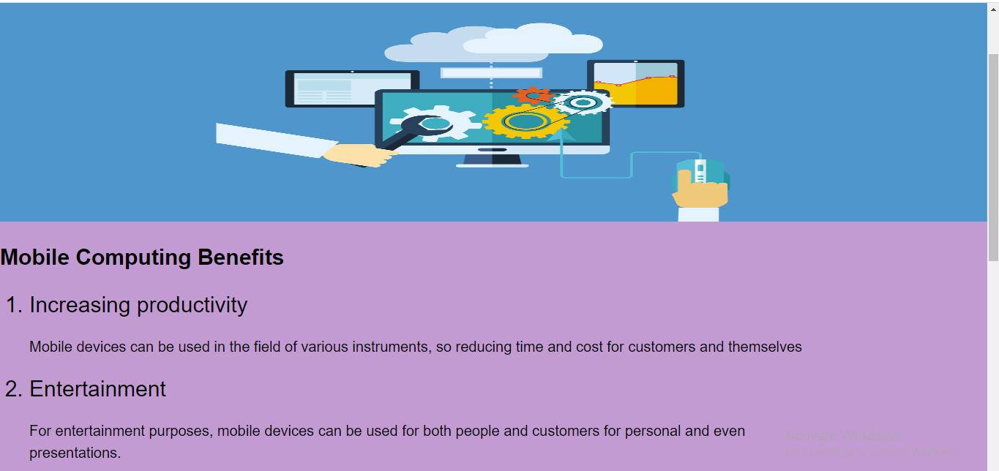 Mobile Computing Benefits
1. Increasing productivity
Mobile devices can be used in the field of various instruments, so reducing time and cost for customers and themselves
2. Entertainment
For entertainment purposes, mobile devices can be used for both people and customers for personal and even
presentations.
Activate Windows
Go to Settings to activate Windows.